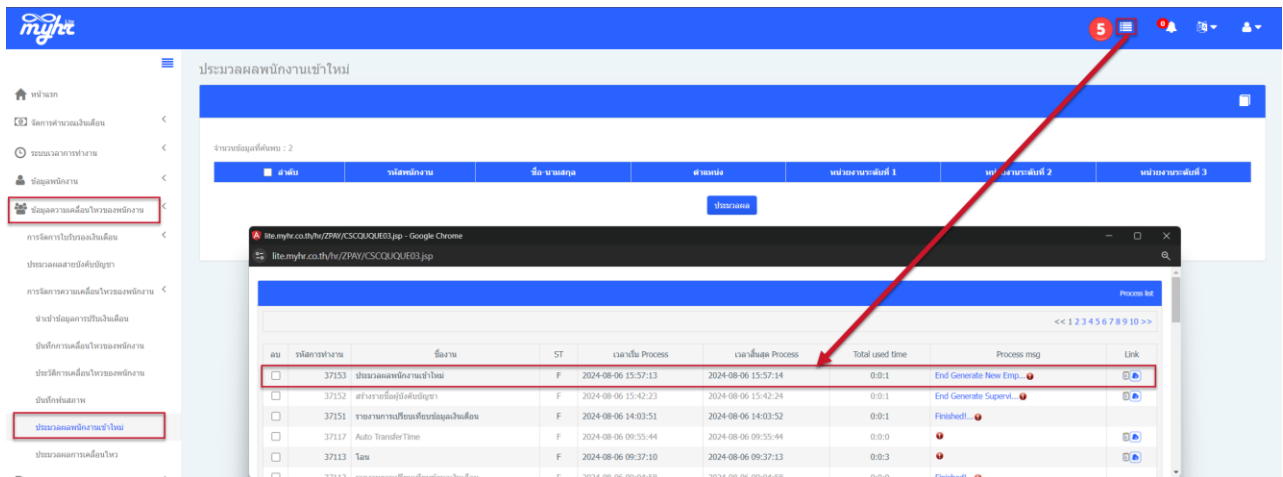 myhr Lite
5
0
ประมวลผลพนักงานเข้าใหม่
หน้าแรก
จัดการคำนวณเงินเดือน
ระบบเวลาการทำงาน
ข้อมูลพนักงาน
ข้อมูลความเคลื่อนไหวของพนักงาน
การจัดการใบรับรองเงินเดือน
ประมวลผลสายบังคับบัญชา
การจัดการความเคลื่อนไหวของพนักงาน
นำเข้าข้อมูลการปรับเงินเดือน
บันทึกการเคลื่อนไหวของพนักงาน
ประวัติการเคลื่อนไหวของพนักงาน
บันทึกพ้นสภาพ
ประมวลผลพนักงานเข้าใหม่
ประมวลผลการเคลื่อนไหว
จำนวนข้อมูลที่ค้นพบ : 2
ลำดับ รหัสพนักงาน ชื่อ-นามสกุล ตำแหน่ง หน่วยงานระดับที่ 1 หน่วยงานระดับที่ 2 หน่วยงานระดับที่ 3
ประมวลผล
lite.myhr.co.th/hr/ZPAY/CSCQUQUE03.jsp - Google Chrome
lite.myhr.co.th/hr/ZPAY/CSCQUQUE03.jsp
Process list
<< 1 2 3 4 5 6 7 8 9 10 >>
ลบ รหัสการทำงาน ชื่องาน ST เวลาเริ่ม Process เวลาสิ้นสุด Process Total used time Process msg Link
37153 ประมวลผลพนักงานเข้าใหม่ F 2024-08-06 15:57:13 2024-08-06 15:57:14 0:0:1 End Generate New Emp...
37152 สร้างรายชื่อผู้บังคับบัญชา F 2024-08-06 15:42:23 2024-08-06 15:42:24 0:0:1 End Generate Supervi...
37151 รายงานการเปรียบเทียบข้อมูลเงินเดือน F 2024-08-06 14:03:51 2024-08-06 14:03:52 0:0:1 Finished!...
37117 Auto TransferTime F 2024-08-06 09:55:44 2024-08-06 09:55:44 0:0:0
37113 โอน F 2024-08-06 09:37:10 2024-08-06 09:37:13 0:0:3